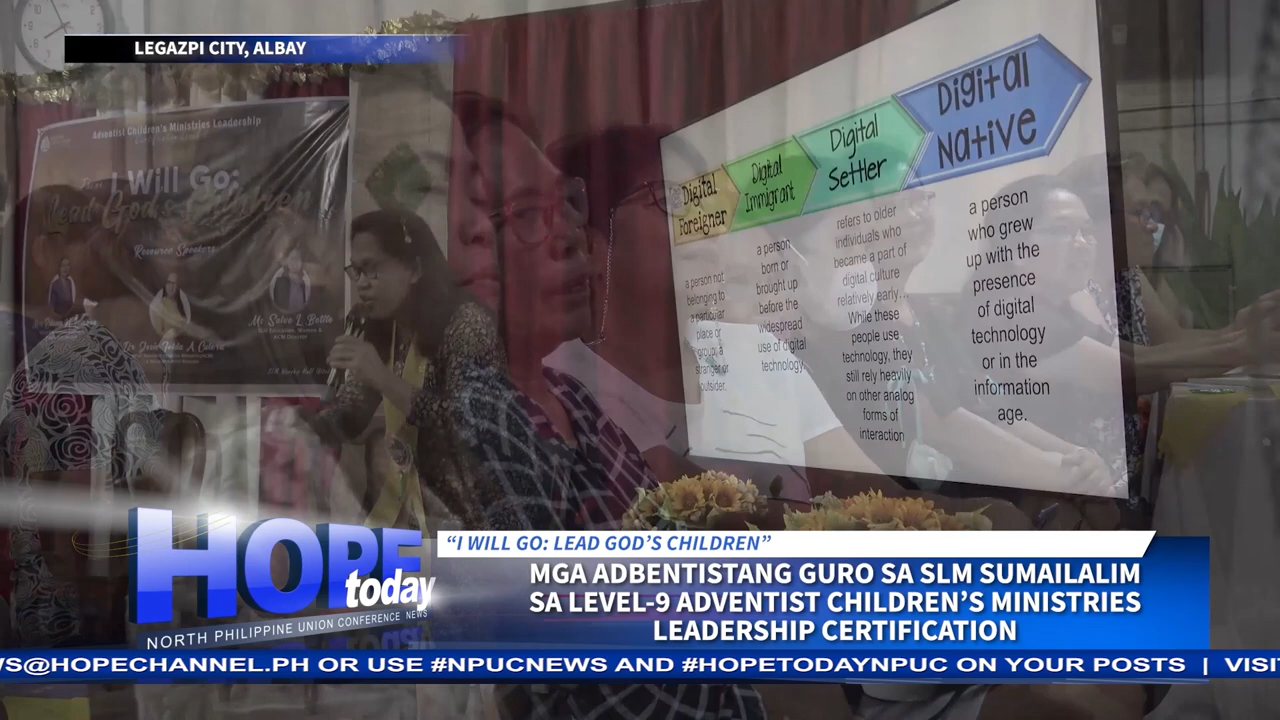 LEGAZPI CITY, ALBAY
Adventist Children's Ministries Leadership
I Will Go:
Lead God's Children
Resource Speakers
Digital
Foreigner
a person not
belonging to
a particular
place or
group; a
stranger or
outsider.
Digital
Immigrant
a person
born or
brought up
before the
widespread
use of digital
technology.
Digital
Settler
refers to older
individuals who
became a part of
digital culture
relatively early...
While these
people use
technology, they
still rely heavily
on other analog
forms of
interaction
Digital
Native
a person
who grew
up with the
presence
of digital
technology
or in the
information
age.
HOPE
today
NORTH PHILIPPINE UNION CONFERENCE NEWS
“I WILL GO: LEAD GOD’S CHILDREN”
MGA ADBENTISTANG GURO SA SLM SUMAILALIM
SA LEVEL-9 ADVENTIST CHILDREN’S MINISTRIES
LEADERSHIP CERTIFICATION
WS@HOPECHANNEL.PH OR USE #NPUCNEWS AND #HOPETODAYNPUC ON YOUR POSTS | VISIT